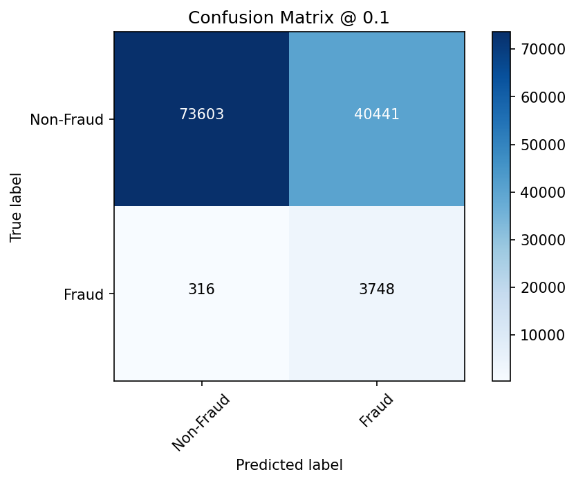 Confusion Matrix @ 0.1
Non-Fraud
Fraud
True label
73603 40441
316 3748
Non-Fraud Fraud
Predicted label
70000
60000
50000
40000
30000
20000
10000